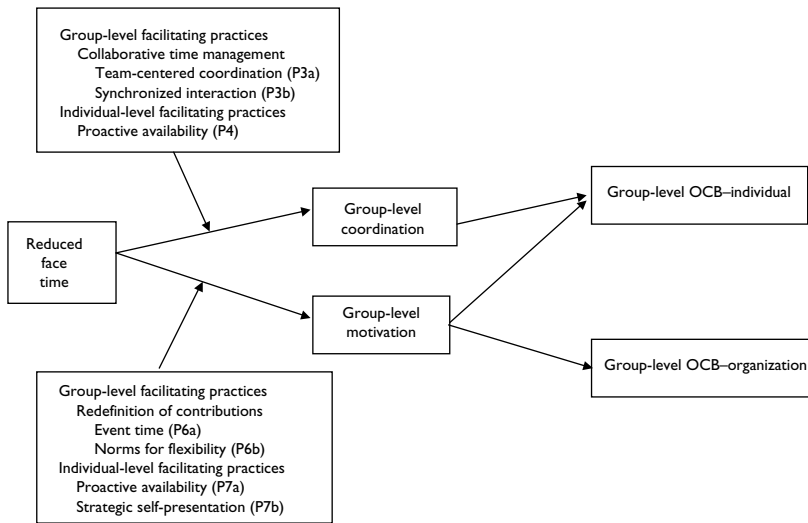 Group-level facilitating practices
Collaborative time management
Team-centered coordination (P3a)
Synchronized interaction (P3b)
Individual-level facilitating practices
Proactive availability (P4)
Reduced
face
time
Group-level
coordination
Group-level
motivation
Group-level OCB–individual
Group-level OCB–organization
Group-level facilitating practices
Redefinition of contributions
Event time (P6a)
Norms for flexibility (P6b)
Individual-level facilitating practices
Proactive availability (P7a)
Strategic self-presentation (P7b)